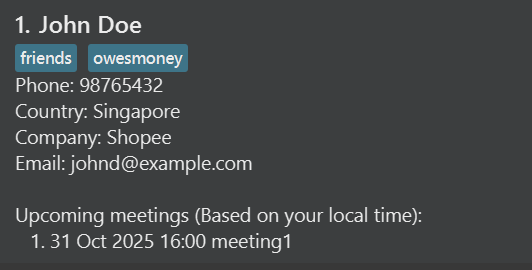 1. John Doe
friends owesmoney
Phone: 98765432
Country: Singapore
Company: Shopee
Email: johnd@example.com
Upcoming meetings (Based on your local time):
1. 31 Oct 2025 16:00 meeting1